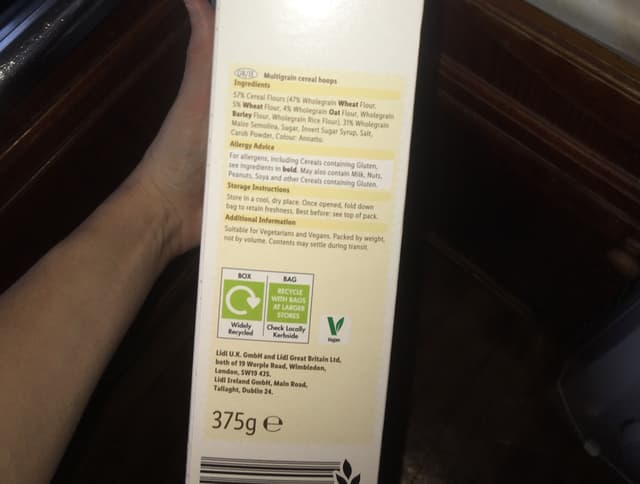 GB/IE Multigrain cereal hoops
Ingredients
57% Cereal Flours (47% Wholegrain Wheat Flour,
5% Wheat Flour, 4% Wholegrain Oat Flour, Wholegrain
Barley Flour, Wholegrain Rice Flour), 31% Wholegrain
Maize Semolina, Sugar, Invert Sugar Syrup, Salt,
Carob Powder, Colour: Annatto.
Allergy Advice
For allergens, including Cereals containing Gluten,
see ingredients in bold. May also contain Milk, Nuts,
Peanuts, Soya and other Cereals containing Gluten.
Storage Instructions
Store in a cool, dry place. Once opened, fold down
bag to retain freshness. Best before: see top of pack.
Additional Information
Suitable for Vegetarians and Vegans. Packed by weight,
not by volume. Contents may settle during transit.
BOX BAG
RECYCLE
WITH BAGS
AT LARGER
STORES
Widely
Recycled
Check Locally
Kerbside
Vegan
Lidl U.K. GmbH and Lidl Great Britain Ltd,
both of 19 Worple Road, Wimbledon,
London, SW19 4JS.
Lidl Ireland GmbH, Main Road,
Tallaght, Dublin 24.
375g e